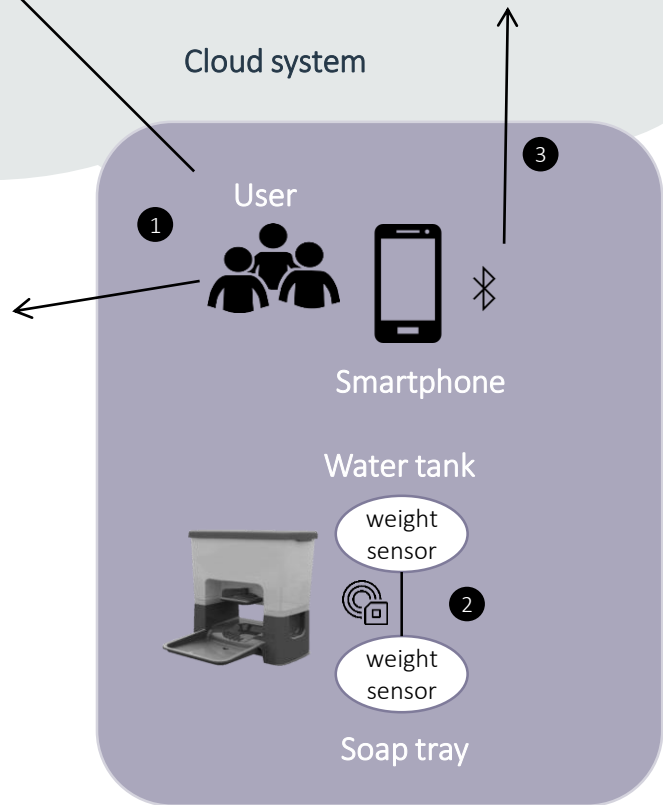 Cloud system
3
User
1
Smartphone
Water tank
weight
sensor
2
weight
sensor
Soap tray